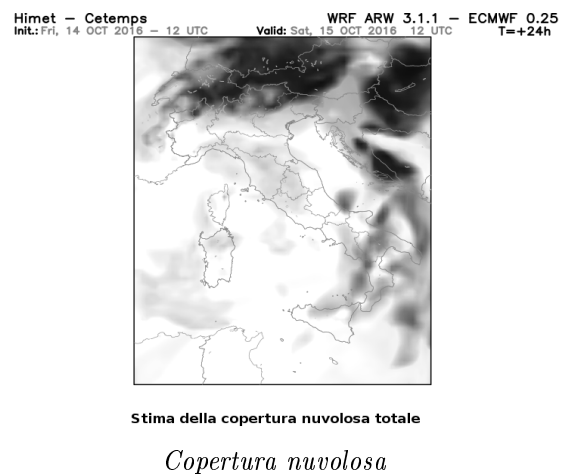 Himet – Cetemps WRF ARW 3.1.1 – ECMWF 0.25
Init.: Fri, 14 OCT 2016 – 12 UTC Valid: Sat, 15 OCT 2016 12 UTC T=+24h
Stima della copertura nuvolosa totale
Copertura nuvolosa